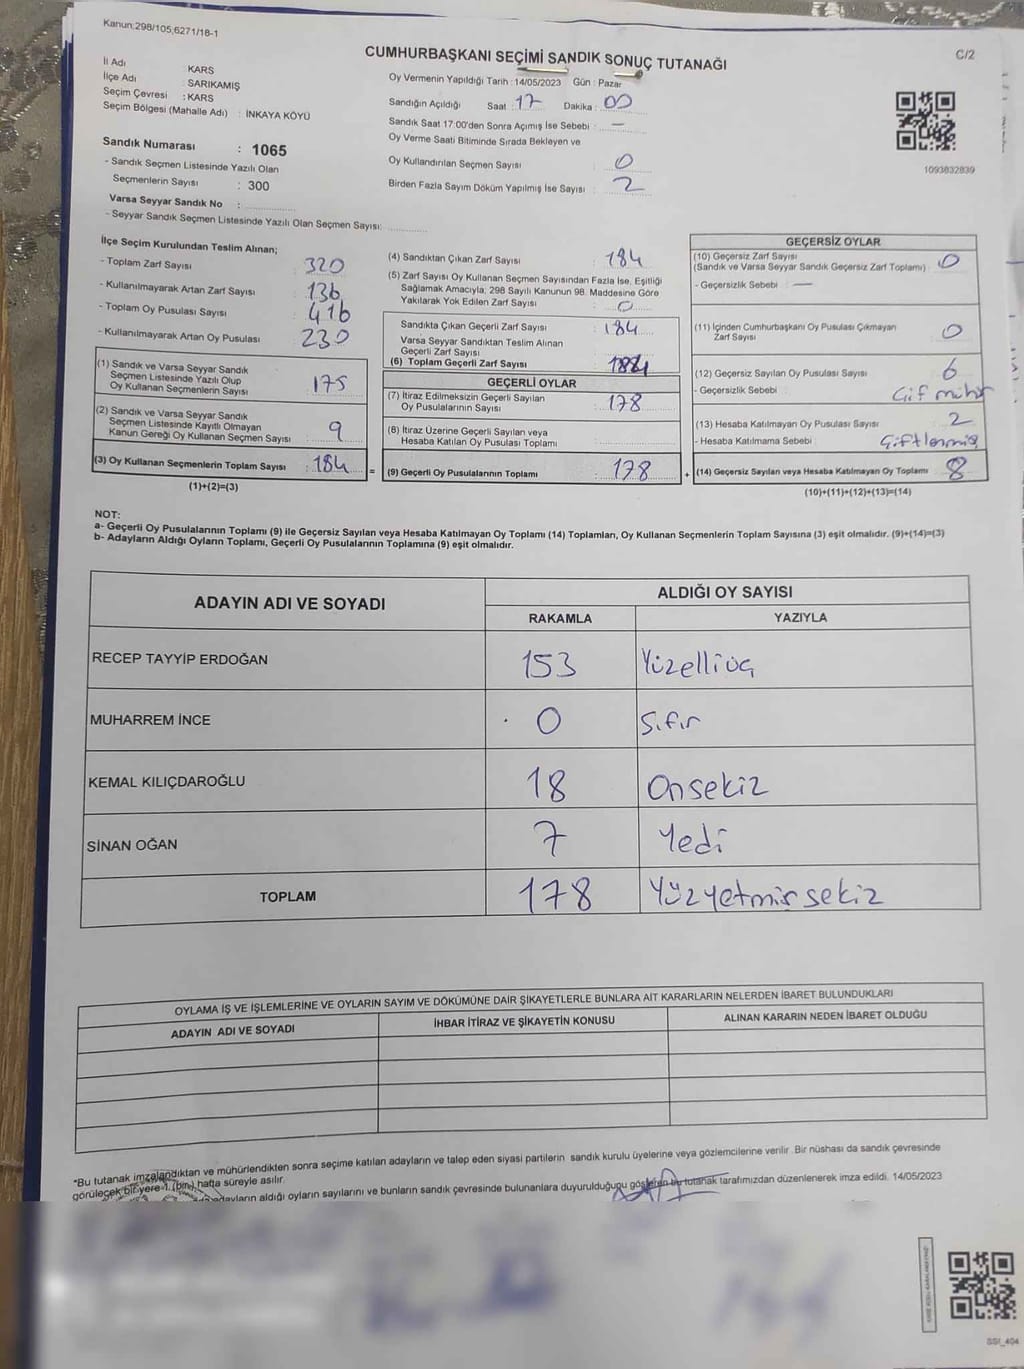 Kanun:298/105;6271/18-1
CUMHURBAŞKANI SEÇİMİ SANDIK SONUÇ TUTANAĞI
C/2
İl Adı KARS
İlçe Adı SARIKAMIŞ
Seçim Çevresi : KARS
Seçim Bölgesi (Mahalle Adı) : İNKAYA KÖYÜ
Sandık Numarası : 1065
- Sandık Seçmen Listesinde Yazılı Olan
Seçmenlerin Sayısı : 300
Varsa Seyyar Sandık No :
- Seyyar Sandık Seçmen Listesinde Yazılı Olan Seçmen Sayısı:
Oy Vermenin Yapıldığı Tarih :14/05/2023 Gün : Pazar
Sandığın Açıldığı Saat : 17 Dakika : 00
Sandık Saat 17:00'den Sonra Açımış İse Sebebi : —
Oy Verme Saati Bitiminde Sırada Bekleyen ve
Oy Kullandırılan Seçmen Sayısı : 0
Birden Fazla Sayım Döküm Yapılmış İse Sayısı : 2
1093832839
İlçe Seçim Kurulundan Teslim Alınan;
- Toplam Zarf Sayısı : 320
- Kullanılmayarak Artan Zarf Sayısı : 136
- Toplam Oy Pusulası Sayısı : 416
- Kullanılmayarak Artan Oy Pusulası : 230
(1) Sandık ve Varsa Seyyar Sandık
Seçmen Listesinde Yazılı Olup
Oy Kullanan Seçmenlerin Sayısı : 175
(2) Sandık ve Varsa Seyyar Sandık
Seçmen Listesinde Kayıtlı Olmayan
Kanun Gereği Oy Kullanan Seçmen Sayısı : 9
(3) Oy Kullanan Seçmenlerin Toplam Sayısı : 184 =
(1)+(2)=(3)
(4) Sandıktan Çıkan Zarf Sayısı : 184
(5) Zarf Sayısı Oy Kullanan Seçmen Sayısından Fazla İse, Eşitliği
Sağlamak Amacıyla; 298 Sayılı Kanunun 98. Maddesine Göre
Yakılarak Yok Edilen Zarf Sayısı : 0
Sandıkta Çıkan Geçerli Zarf Sayısı : 184
Varsa Seyyar Sandıktan Teslim Alınan
Geçerli Zarf Sayısı
(6) Toplam Geçerli Zarf Sayısı : 184
GEÇERLİ OYLAR
(7) İtiraz Edilmeksizin Geçerli Sayılan
Oy Pusulalarının Sayısı : 178
(8) İtiraz Üzerine Geçerli Sayılan veya
Hesaba Katılan Oy Pusulası Toplamı :
(9) Geçerli Oy Pusulalarının Toplamı : 178 +
GEÇERSİZ OYLAR
(10) Geçersiz Zarf Sayısı : 0
(Sandık ve Varsa Seyyar Sandık Geçersiz Zarf Toplamı)
- Geçersizlik Sebebi : —
(11) İçinden Cumhurbaşkanı Oy Pusulası Çıkmayan
Zarf Sayısı : 0
(12) Geçersiz Sayılan Oy Pusulası Sayısı : 6
- Geçersizlik Sebebi : Çif mühür
(13) Hesaba Katılmayan Oy Pusulası Sayısı : 2
- Hesaba Katılmama Sebebi : Çiftlenmiş
(14) Geçersiz Sayılan veya Hesaba Katılmayan Oy Toplamı : 8
(10)+(11)+(12)+(13)=(14)
NOT:
a- Geçerli Oy Pusulalarının Toplamı (9) ile Geçersiz Sayılan veya Hesaba Katılmayan Oy Toplamı (14) Toplamları, Oy Kullanan Seçmenlerin Toplam Sayısına (3) eşit olmalıdır. (9)+(14)=(3)
b- Adayların Aldığı Oyların Toplamı, Geçerli Oy Pusulalarının Toplamına (9) eşit olmalıdır.
ADAYIN ADI VE SOYADI
ALDIĞI OY SAYISI
RAKAMLA YAZIYLA
RECEP TAYYİP ERDOĞAN 153 Yüzelliüç
MUHARREM İNCE 0 Sıfır
KEMAL KILIÇDAROĞLU 18 Onsekiz
SİNAN OĞAN 7 Yedi
TOPLAM 178 Yüzyetmişsekiz
OYLAMA İŞ VE İŞLEMLERİNE VE OYLARIN SAYIM VE DÖKÜMÜNE DAİR ŞİKAYETLERLE BUNLARA AİT KARARLARIN NELERDEN İBARET BULUNDUKLARI
ADAYIN ADI VE SOYADI İHBAR İTİRAZ VE ŞİKAYETİN KONUSU ALINAN KARARIN NEDEN İBARET OLDUĞU
*Bu tutanak imzalandıktan ve mühürlendikten sonra seçime katılan adayların ve talep eden siyasi partilerin sandık kurulu üyelerine veya gözlemcilerine verilir. Bir nüshası da sandık çevresinde
görülecek bir yere 1 (bin) hafta süreyle asılır.
adayların aldığı oyların sayılarını ve bunların sandık çevresinde bulunanlara duyurulduğunu gösteren bu tutanak tarafımızdan düzenlenerek imza edildi. 14/05/2023
SSI_404